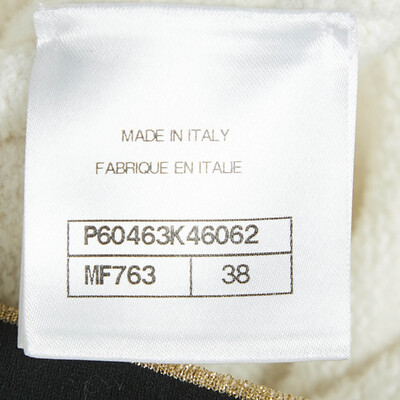 MADE IN ITALY
FABRIQUE EN ITALIE
P60463K46062
MF763 38